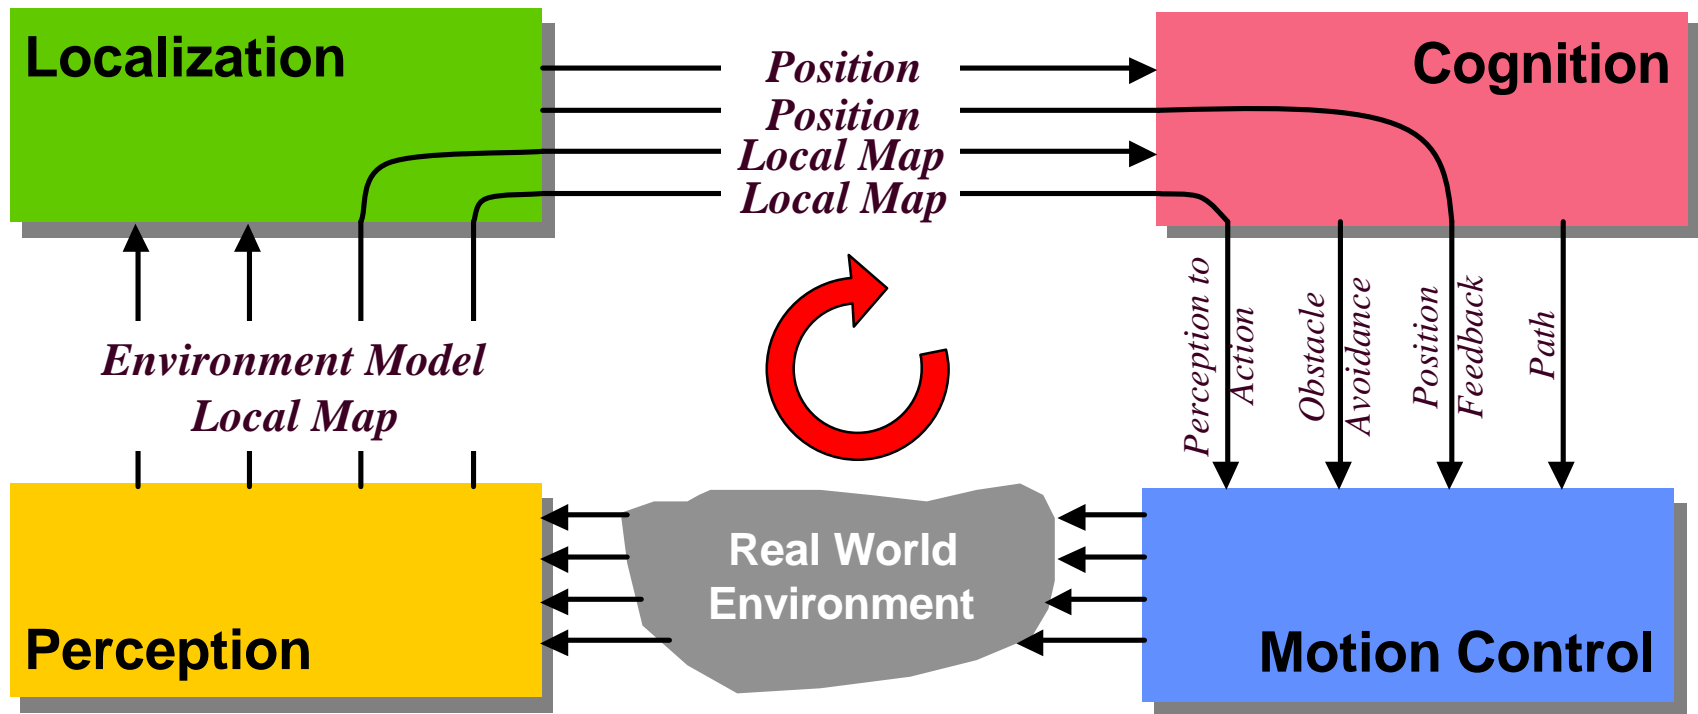 Localization
Cognition
Position
Position
Local Map
Local Map
Environment Model
Local Map
Perception to
Action
Obstacle
Avoidance
Position
Feedback
Path
Real World
Environment
Perception
Motion Control